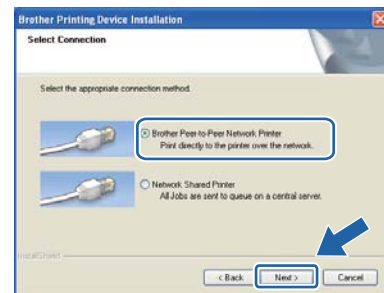 Brother Printing Device Installation
Select Connection
Select the appropriate connection method.
Brother Peer-to-Peer Network Printer
Print directly to the printer over the network.
Network Shared Printer
All Jobs are sent to queue on a central server.
InstallShield
< Back Next > Cancel